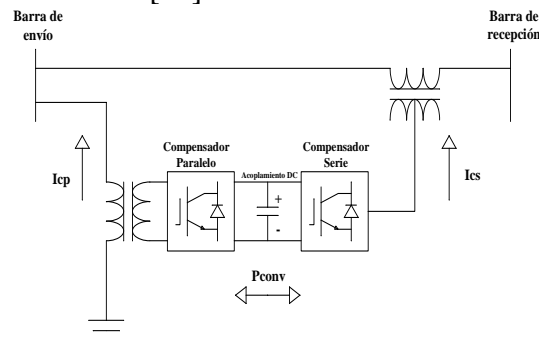 Barra de
envío
Barra de
recepción
Compensador
Paralelo
Acoplamiento DC
Compensador
Serie
Icp
Ics
+
-
Pconv